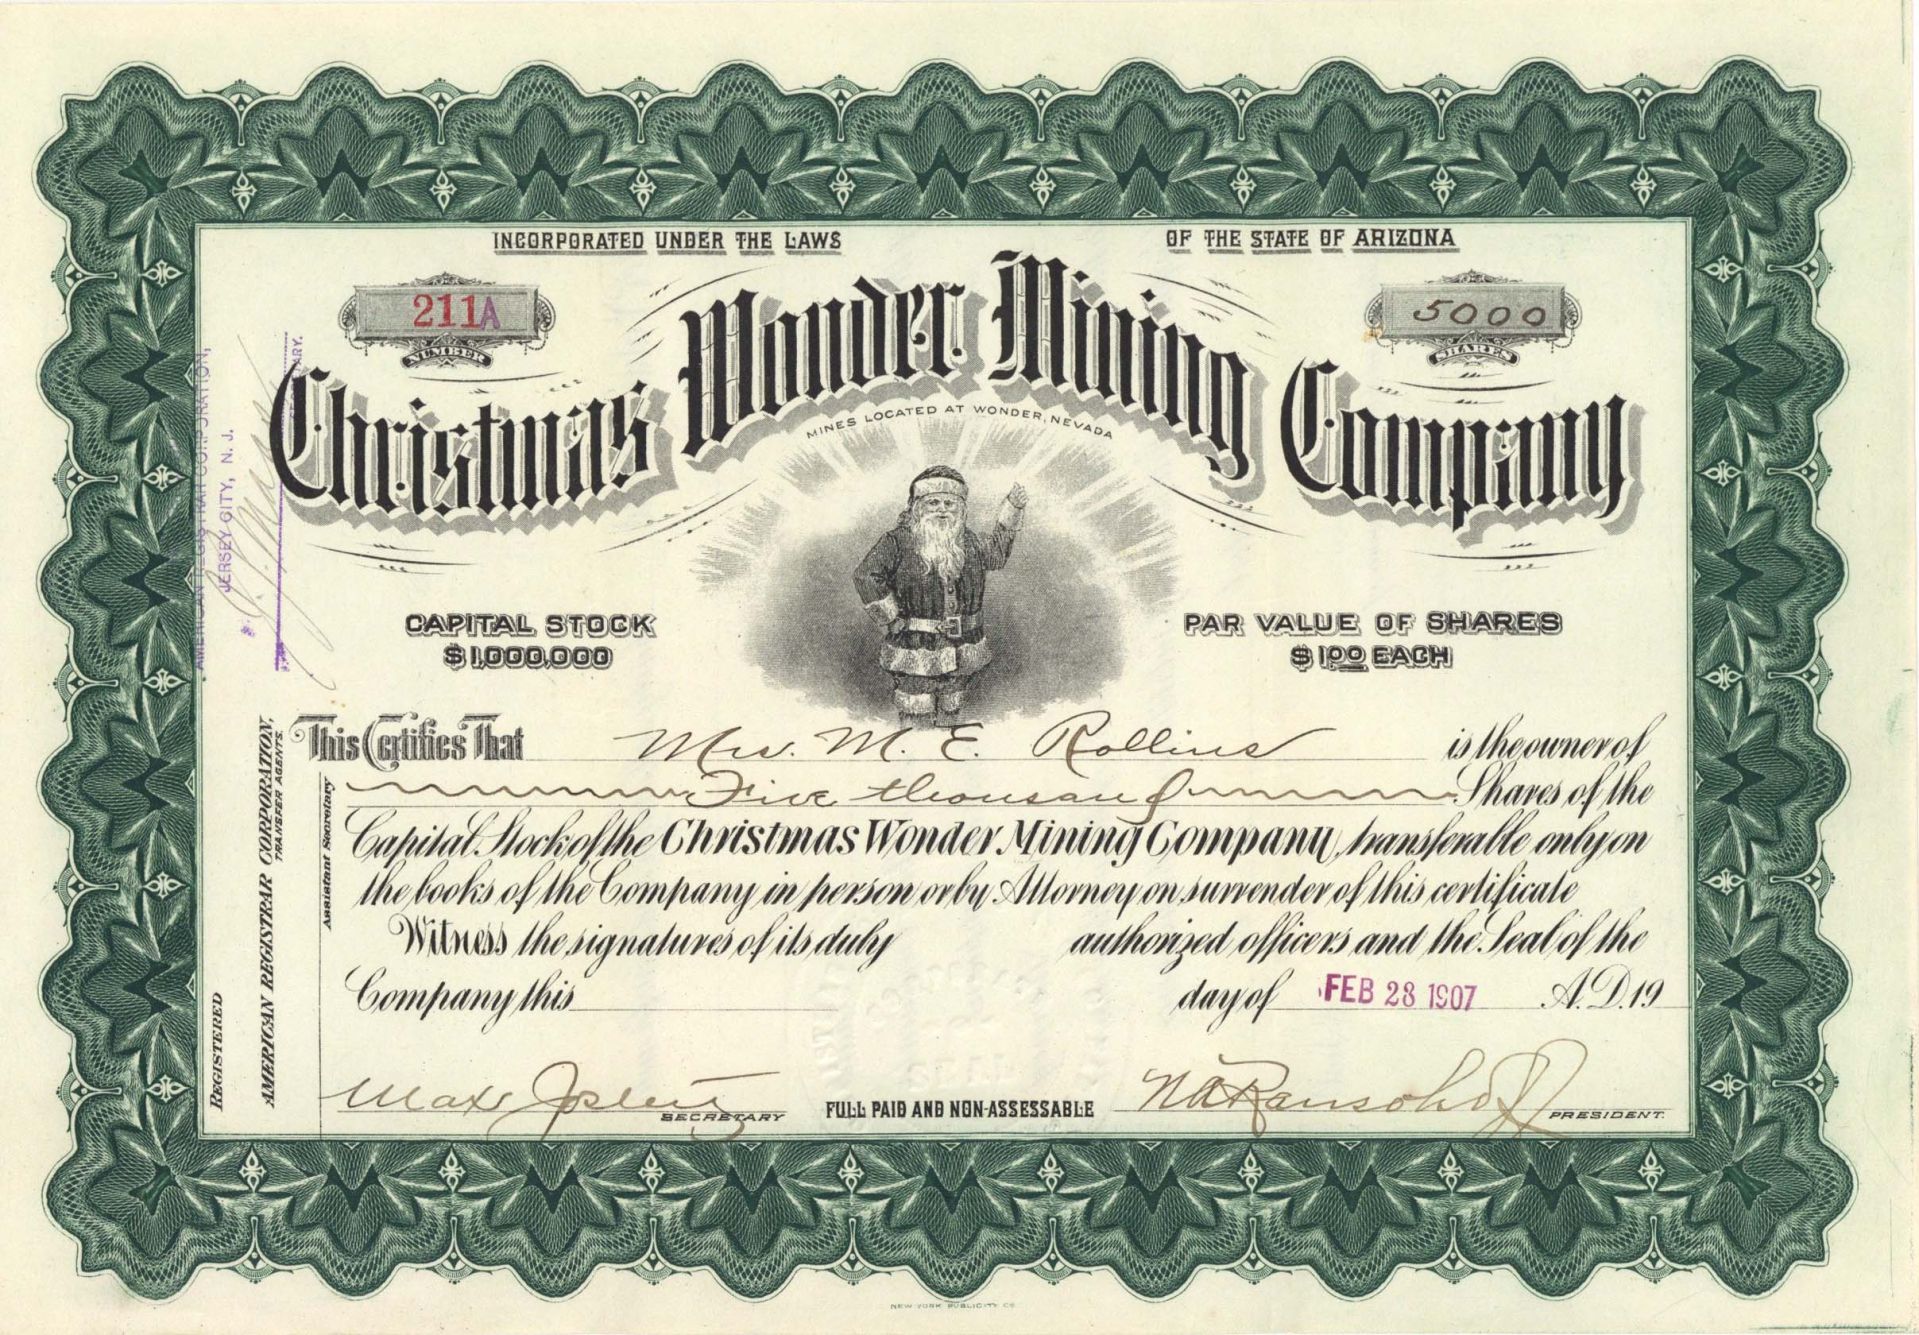 INCORPORATED UNDER THE LAWS OF THE STATE OF ARIZONA
211A
NUMBER
5000
SHARES
Christmas Wonder Mining Company
MINES LOCATED AT WONDER, NEVADA
CAPITAL STOCK
$1,000,000
PAR VALUE OF SHARES
$1.00 EACH
This Certifies That Mrs. M. E. Rollins is the owner of
Five thousand Shares of the
Capital Stock of the Christmas Wonder Mining Company, transferable only on
the books of the Company in person or by Attorney on surrender of this certificate
Witness the signatures of its duly authorized officers and the Seal of the
Company this day of FEB 28 1907 A.D. 19
Max SECRETARY
FULL PAID AND NON-ASSESSABLE
PRESIDENT.
REGISTERED
AMERICAN REGISTRAR CORPORATION,
TRANSFER AGENTS.
Assistant Secretary
AMERICAN REGISTRAR CORPORATION,
JERSEY CITY, N. J.
NEW YORK PUBLICITY CO